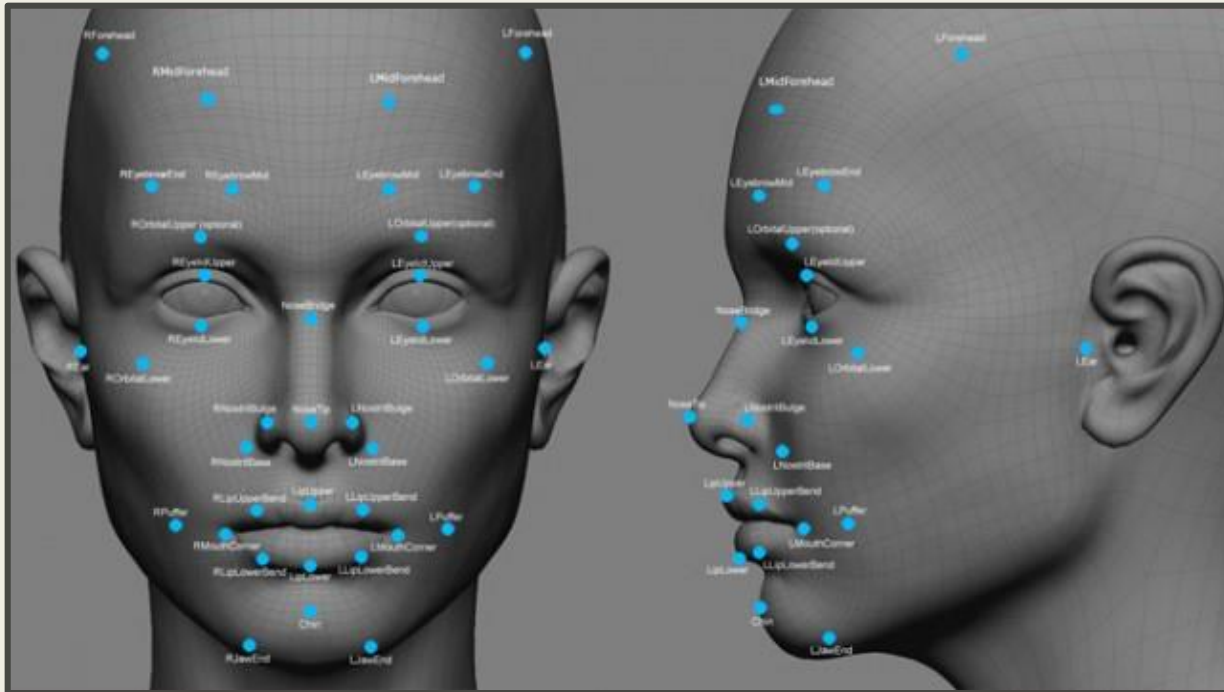 RForehead
LForehead
RMidForehead
LMidForehead
REyebrowEnd
REyebrowMid
LEyebrowMid
LEyebrowEnd
ROrbitalUpper(optional)
LOrbitalUpper(optional)
REyelidUpper
LEyelidUpper
NoseBridge
REyelidLower
LEyelidLower
REar
LEar
ROrbitalLower
LOrbitalLower
RNostrilBulge
NoseTip
LNostrilBulge
RNostrilBase
LNostrilBase
RLipUpperBend
LipUpper
LLipUpperBend
RPuffer
LPuffer
RMouthCorner
LMouthCorner
RLipLowerBend
LipLower
LLipLowerBend
Chin
RJawEnd
LJawEnd
LForehead
LMidForehead
LEyebrowMid
LEyebrowEnd
LOrbitalUpper(optional)
LEyelidUpper
NoseBridge
LEyelidLower
LOrbitalLower
LEar
NoseTip
LNostrilBulge
LNostrilBase
LipUpper
LLipUpperBend
LPuffer
LMouthCorner
LipLower
LLipLowerBend
Chin
LJawEnd